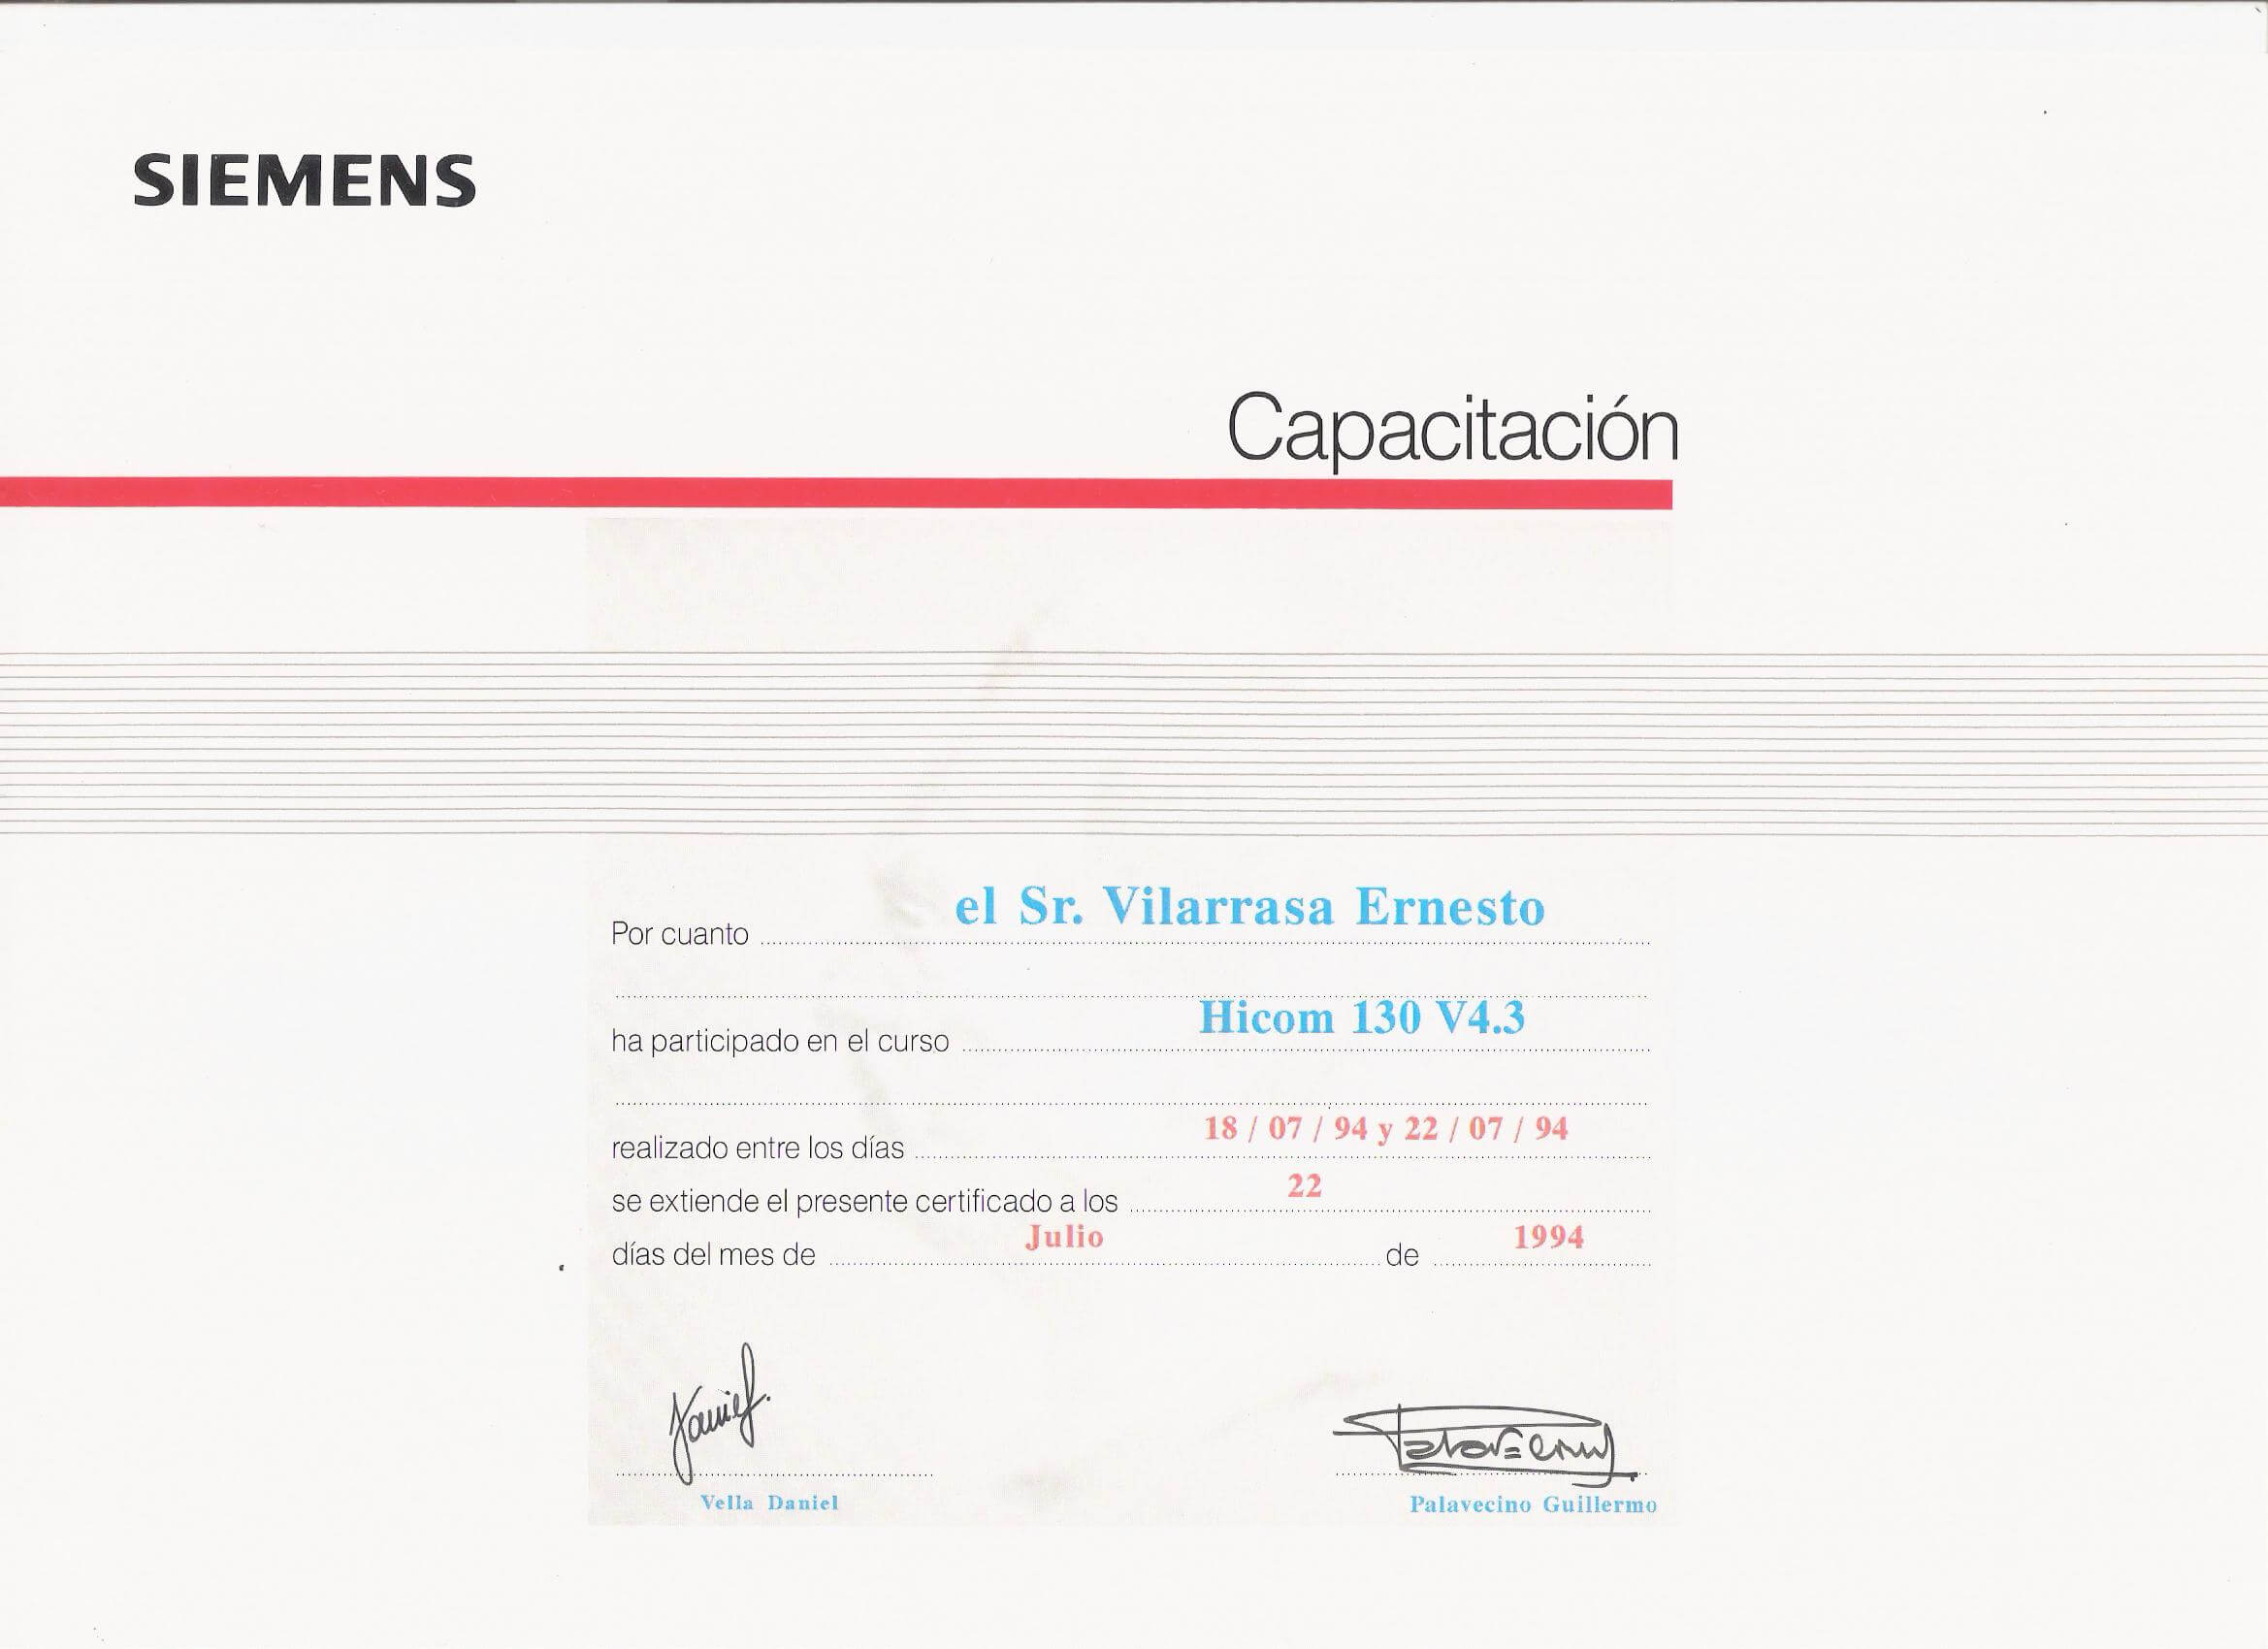 SIEMENS
Capacitación
Por cuanto el Sr. Vilarrasa Ernesto
ha participado en el curso Hicom 130 V4.3
realizado entre los días 18 / 07 / 94 y 22 / 07 / 94
se extiende el presente certificado a los 22
días del mes de Julio de 1994
Vella Daniel
Palavecino Guillermo